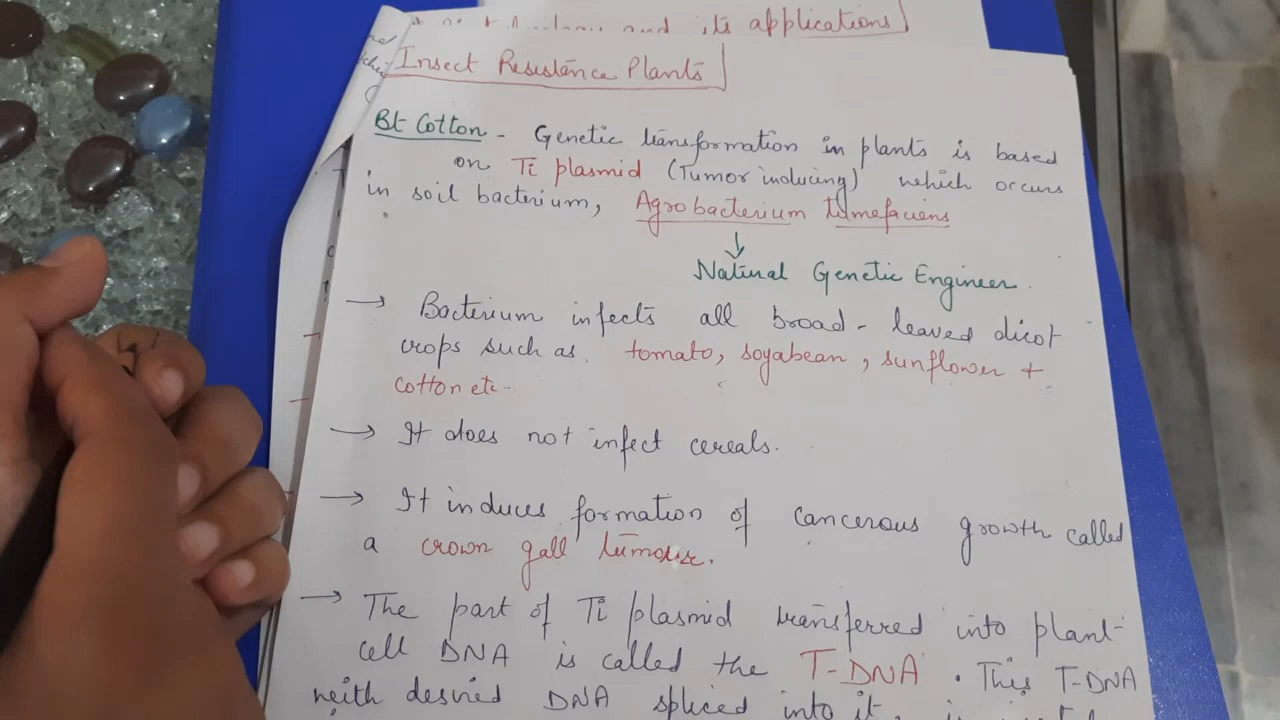 its applications
Insect Resistance Plants
Bt Cotton - Genetic transformation in plants is based
on Ti plasmid (Tumor inducing) which occurs
in soil bacterium, Agrobacterium tumefaciens
↓
Natural Genetic Engineer.
→ Bacterium infects all broad-leaved dicot
crops such as tomato, soyabean, sunflower +
cotton etc..
→ It does not infect cereals.
→ It induces formation of cancerous growth called
a crown gall tumour.
→ The part of Ti plasmid transferred into plant
cell DNA is called the T-DNA. This T-DNA
with desired DNA spliced into it,